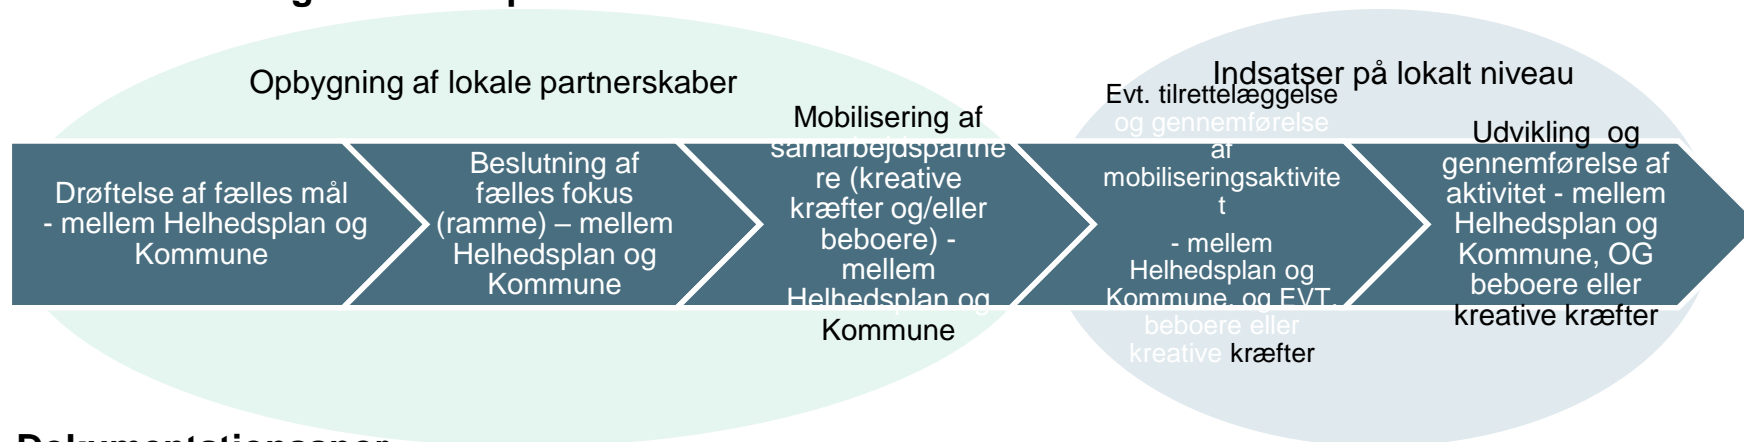 Opbygning af lokale partnerskaber
Indsatser på lokalt niveau
Drøftelse af fælles mål
- mellem Helhedsplan og
Kommune
Beslutning af
fælles fokus
(ramme) – mellem
Helhedsplan og
Kommune
Mobilisering af
samarbejdspartne
re (kreative
kræfter og/eller
beboere) -
mellem
Helhedsplan og
Kommune
Evt. tilrettelæggelse
og gennemførelse
af
mobiliseringsaktivite
t
- mellem
Helhedsplan og
Kommune, og EVT.
beboere eller
kreative kræfter
Udvikling og
gennemførelse af
aktivitet - mellem
Helhedsplan og
Kommune, OG
beboere eller
kreative kræfter
Dokumentationsspor